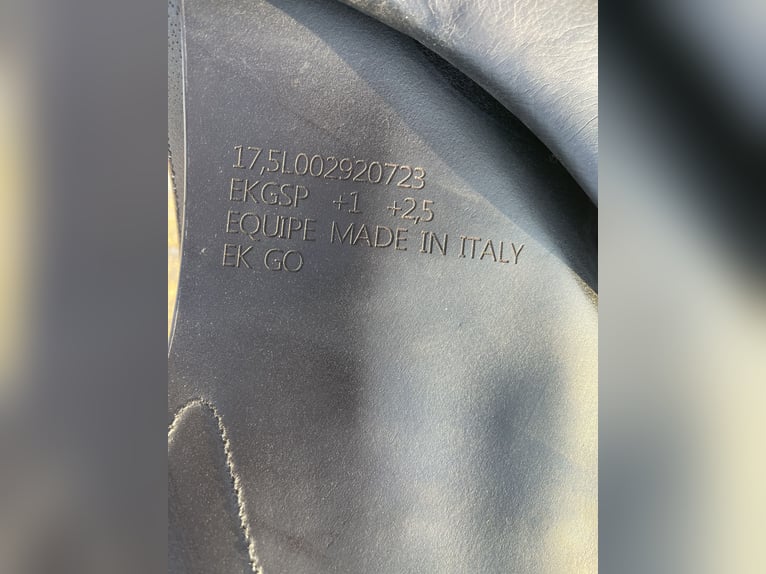 17,5L002920723
EKGSP +1 +2,5
EQUIPE MADE IN ITALY
EK GO